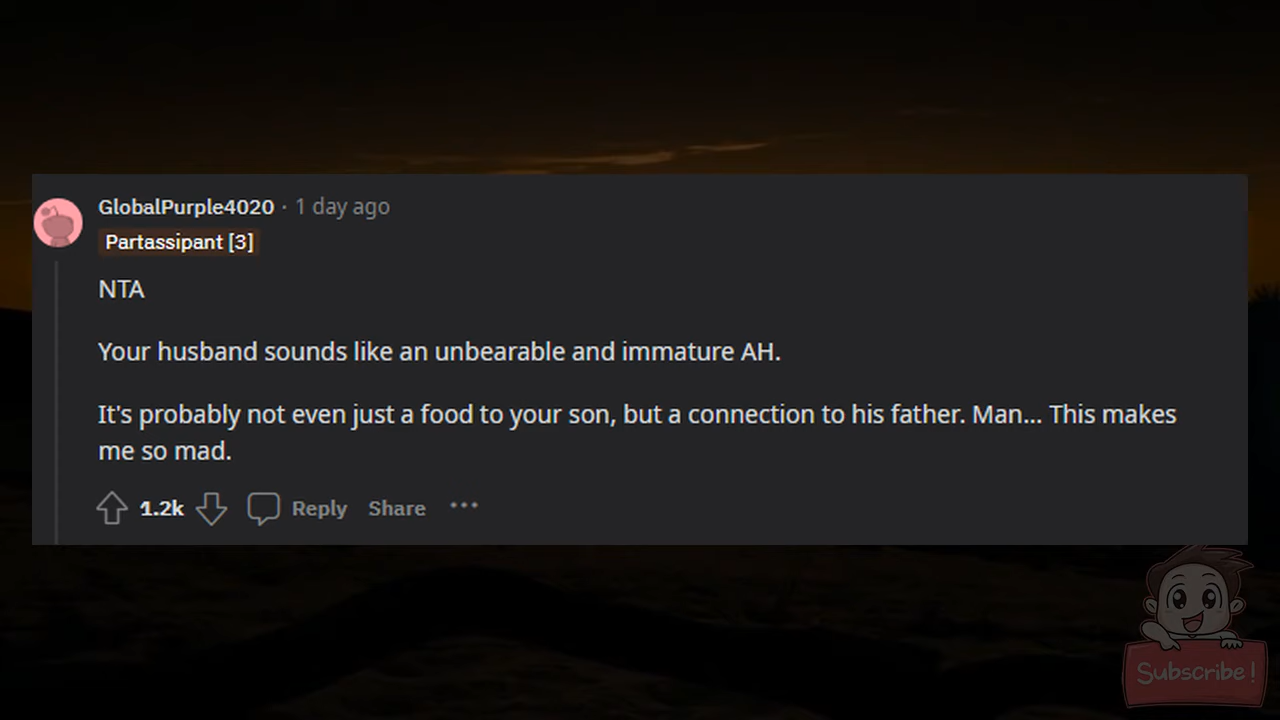 GlobalPurple4020 · 1 day ago
Partassipant [3]
NTA
Your husband sounds like an unbearable and immature AH.
It's probably not even just a food to your son, but a connection to his father. Man... This makes
me so mad.
1.2k Reply Share ...
Subscribe!